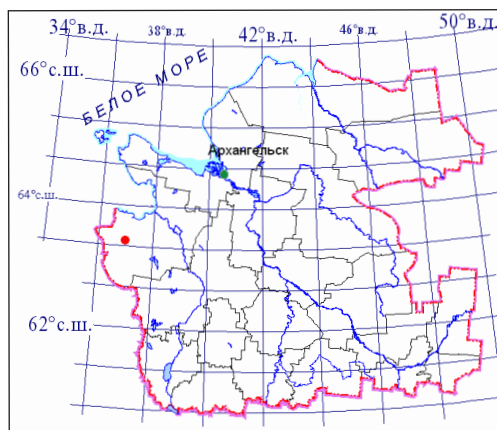 34°в.д.
38°в.д.
42°в.д.
46°в.д.
50°в.д.
66°с.ш.
БЕЛОЕ МОРЕ
Архангельск
64°с.ш.
62°с.ш.